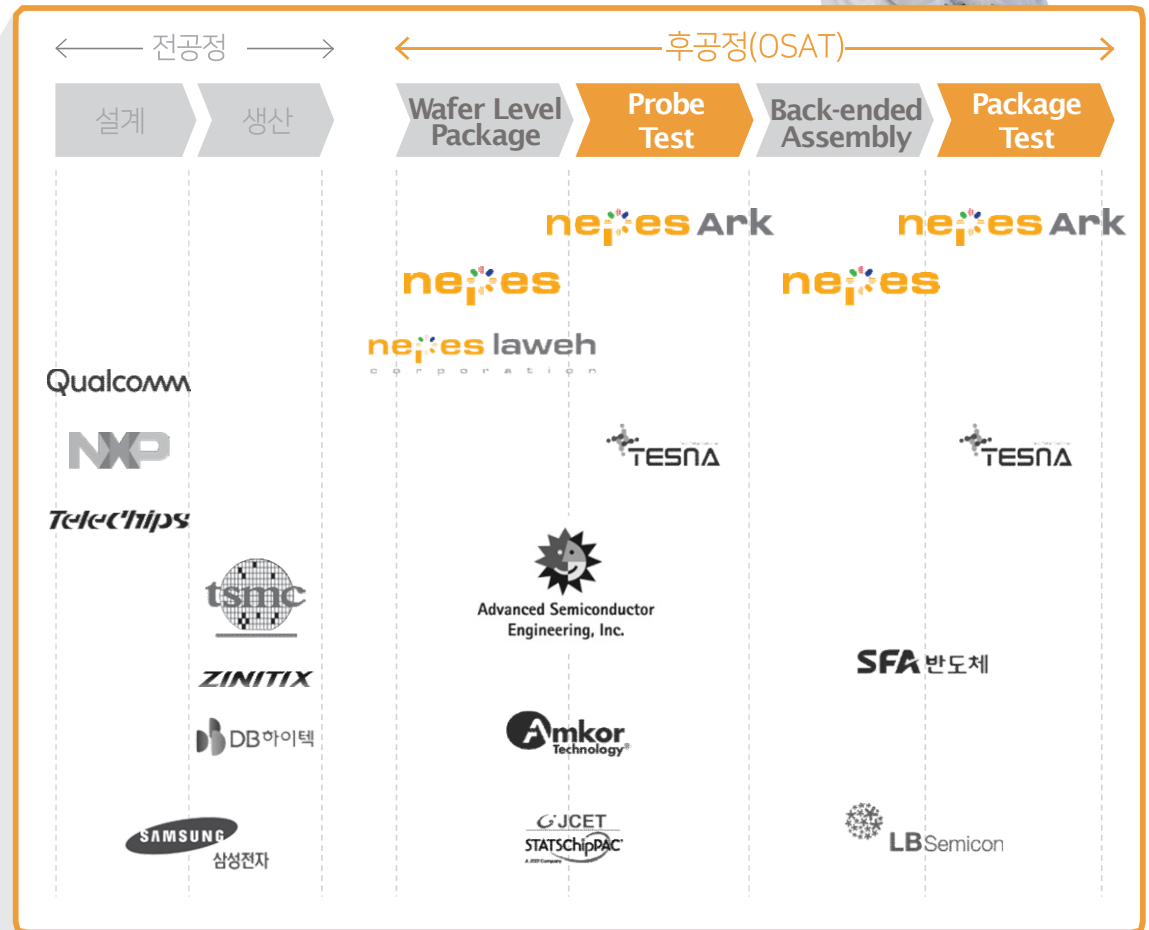 전공정
후공정(OSAT)
설계
생산
Wafer Level
Package
Probe
Test
Back-ended
Assembly
Package
Test
nepes Ark
nepes Ark
nepes
nepes
nepes laweh
corporation
Qualcomm
NXP
TESNA
TESNA
Telechips
tsmc
Advanced Semiconductor
Engineering, Inc.
SFA 반도체
ZINITIX
Amkor
Technology®
DB하이텍
SAMSUNG
삼성전자
JCET
STATSChipPAC
A JCET Company
LB Semicon